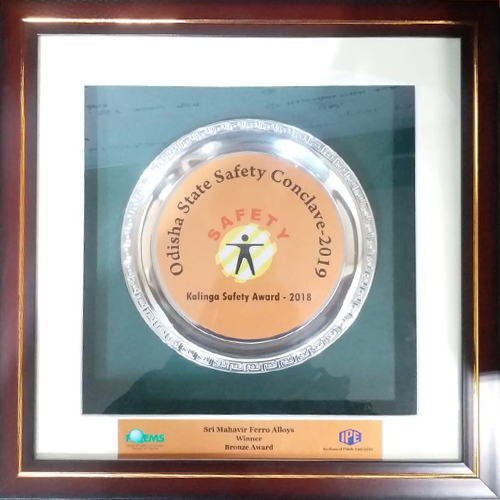 Odisha State Safety Conclave-2019
SAFETY
Kalinga Safety Award - 2018
Sri Mahavir Ferro Alloys
Winner
Bronze Award
IPE